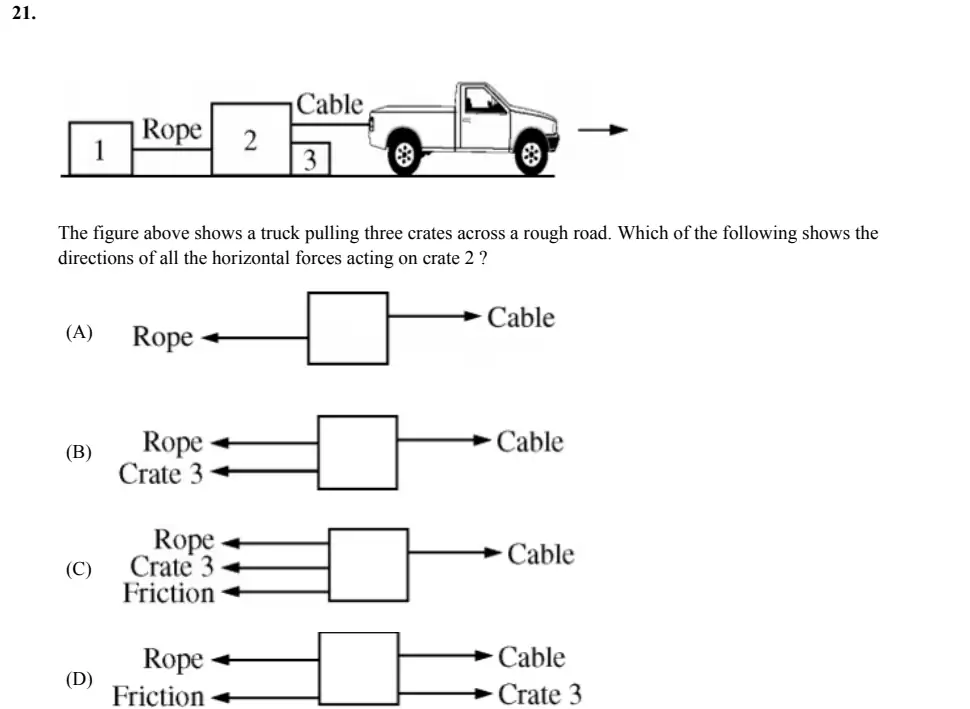 21.
Cable
Rope
1
2
3
The figure above shows a truck pulling three crates across a rough road. Which of the following shows the
directions of all the horizontal forces acting on crate 2 ?
(A) Rope Cable
(B) Rope Cable
Crate 3
(C) Rope Cable
Crate 3
Friction
(D) Rope Cable
Friction Crate 3